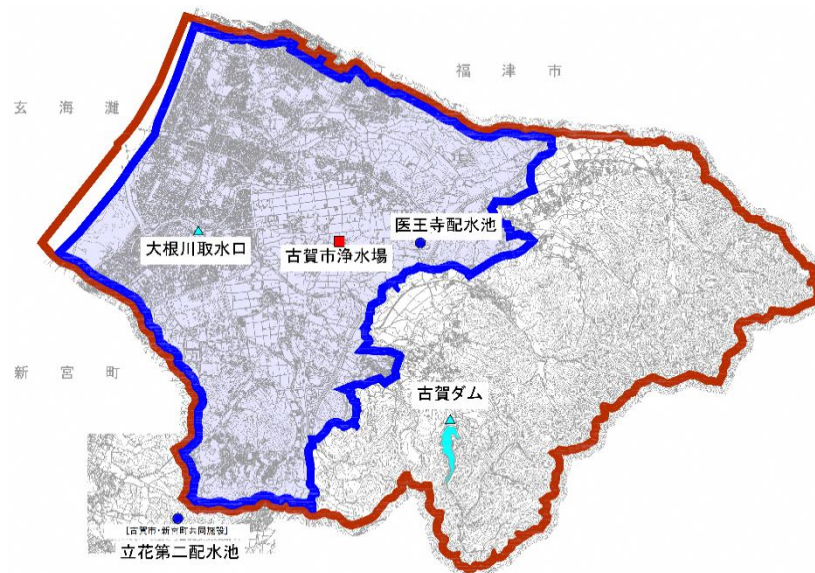 福津市
玄海灘
医王寺配水池
大根川取水口
古賀市浄水場
新宮町
古賀ダム
[古賀市・新宮町共同施設]
立花第二配水池